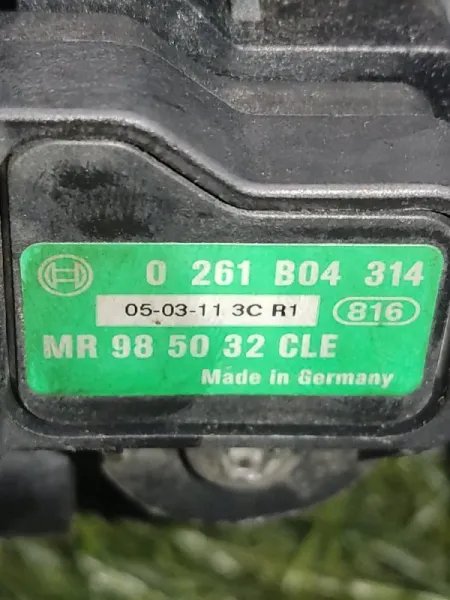 0 261 B04 314
05-03-11 3C R1 816
MR 98 50 32 CLE
Made in Germany